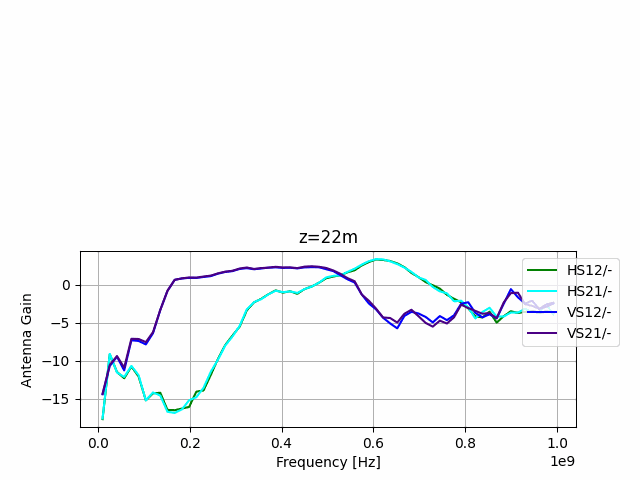 z=22m
Antenna Gain
0
−5
−10
−15
0.0 0.2 0.4 0.6 0.8 1.0
1e9
Frequency [Hz]
HS12/-
HS21/-
VS12/-
VS21/-